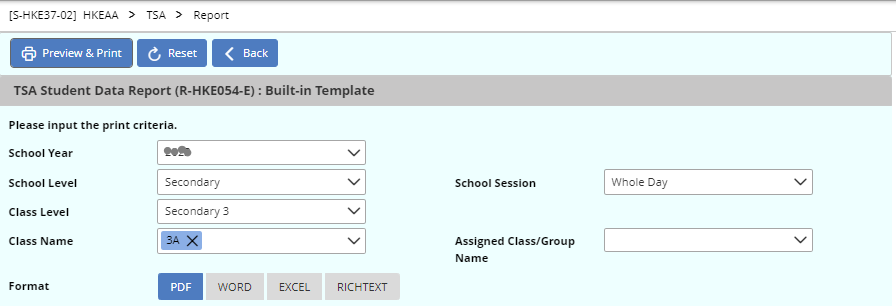 [S-HKE37-02] HKEAA > TSA > Report
Preview & Print Reset Back
TSA Student Data Report (R-HKE054-E) : Built-in Template
Please input the print criteria.
School Year
School Level Secondary School Session Whole Day
Class Level Secondary 3
Class Name 3A Assigned Class/Group
Name
Format PDF WORD EXCEL RICHTEXT